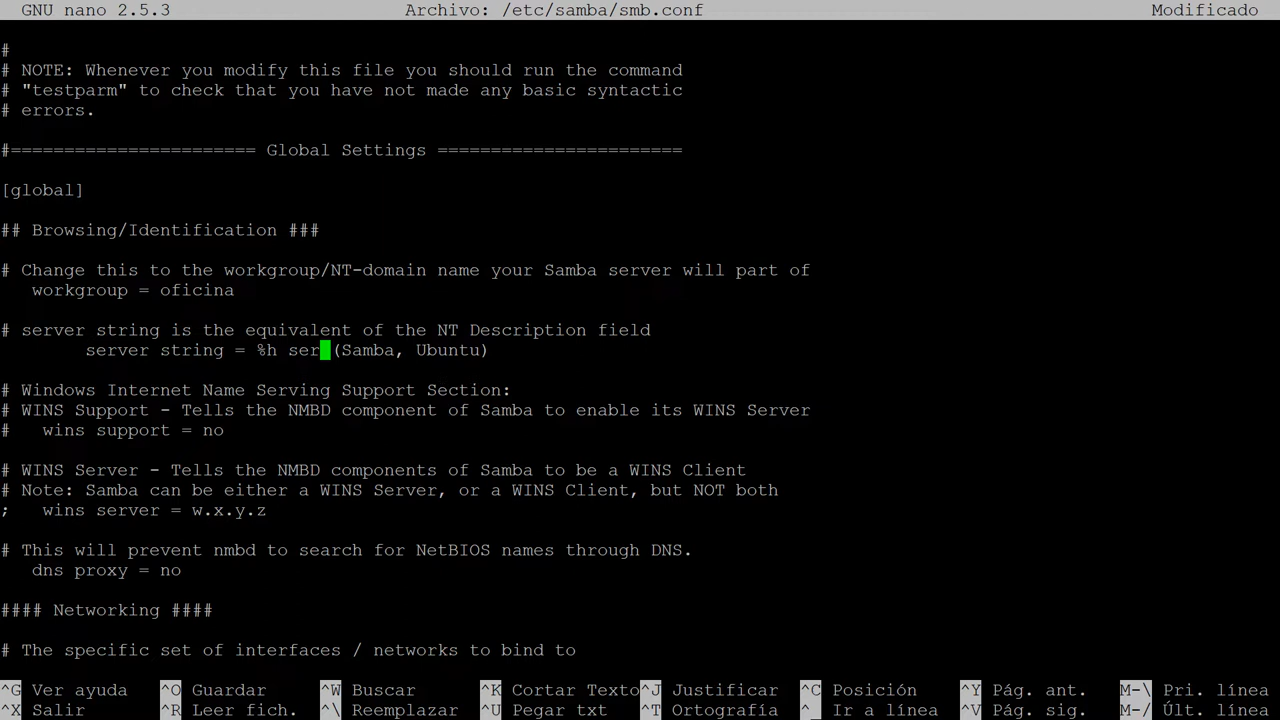 GNU nano 2.5.3 Archivo: /etc/samba/smb.conf Modificado
#
# NOTE: Whenever you modify this file you should run the command
# "testparm" to check that you have not made any basic syntactic
# errors.
#======================= Global Settings =======================
[global]
## Browsing/Identification ###
# Change this to the workgroup/NT-domain name your Samba server will part of
workgroup = oficina
# server string is the equivalent of the NT Description field
server string = %h ser (Samba, Ubuntu)
# Windows Internet Name Serving Support Section:
# WINS Support - Tells the NMBD component of Samba to enable its WINS Server
#   wins support = no
# WINS Server - Tells the NMBD components of Samba to be a WINS Client
# Note: Samba can be either a WINS Server, or a WINS Client, but NOT both
;   wins server = w.x.y.z
# This will prevent nmbd to search for NetBIOS names through DNS.
dns proxy = no
#### Networking ####
# The specific set of interfaces / networks to bind to
^G Ver ayuda ^O Guardar ^W Buscar ^K Cortar Texto ^J Justificar ^C Posición ^Y Pág. ant. M-\ Pri. línea
^X Salir ^R Leer fich. ^\ Reemplazar ^U Pegar txt ^T Ortografía ^_ Ir a línea ^V Pág. sig. M-/ Últ. línea